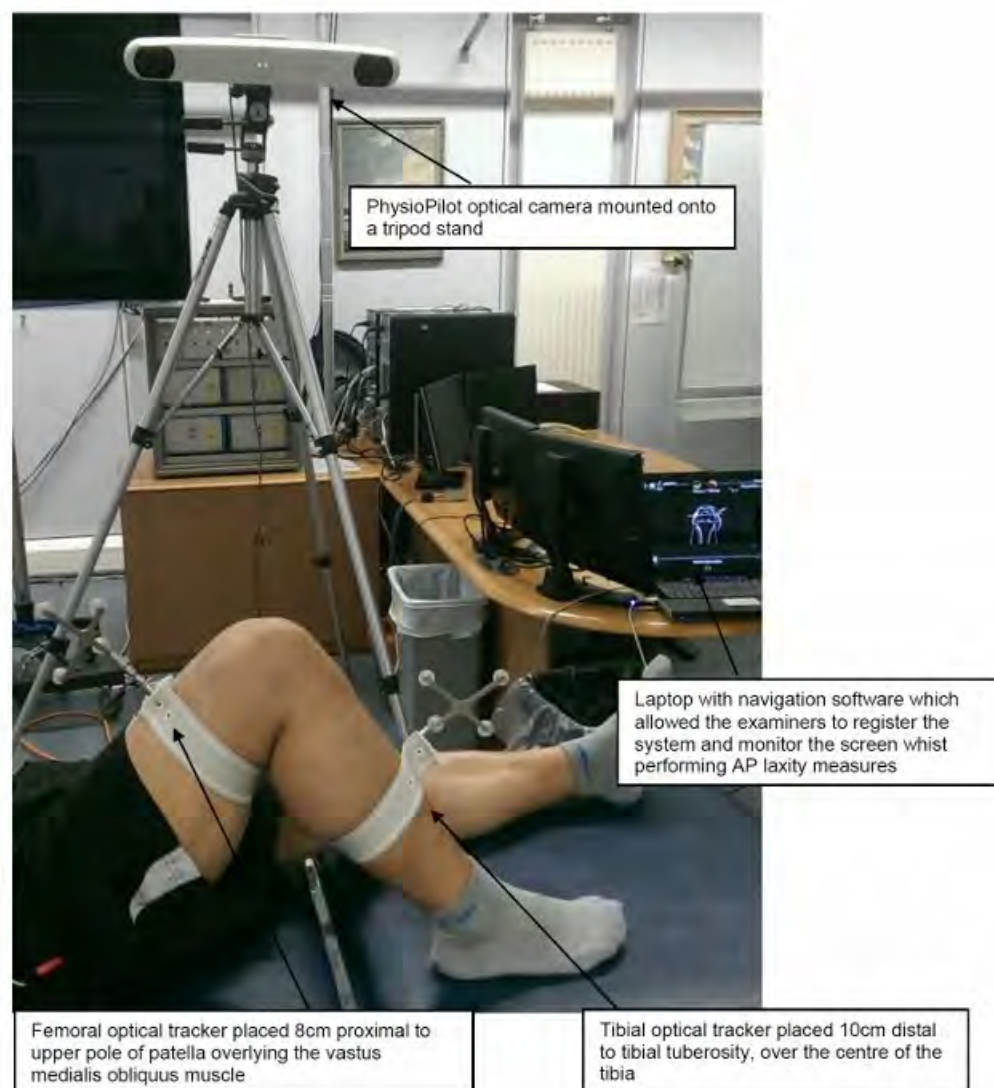 PhysioPilot optical camera mounted onto
a tripod stand
Laptop with navigation software which
allowed the examiners to register the
system and monitor the screen whist
performing AP laxity measures
Femoral optical tracker placed 8cm proximal to
upper pole of patella overlying the vastus
medialis obliquus muscle
Tibial optical tracker placed 10cm distal
to tibial tuberosity, over the centre of the
tibia